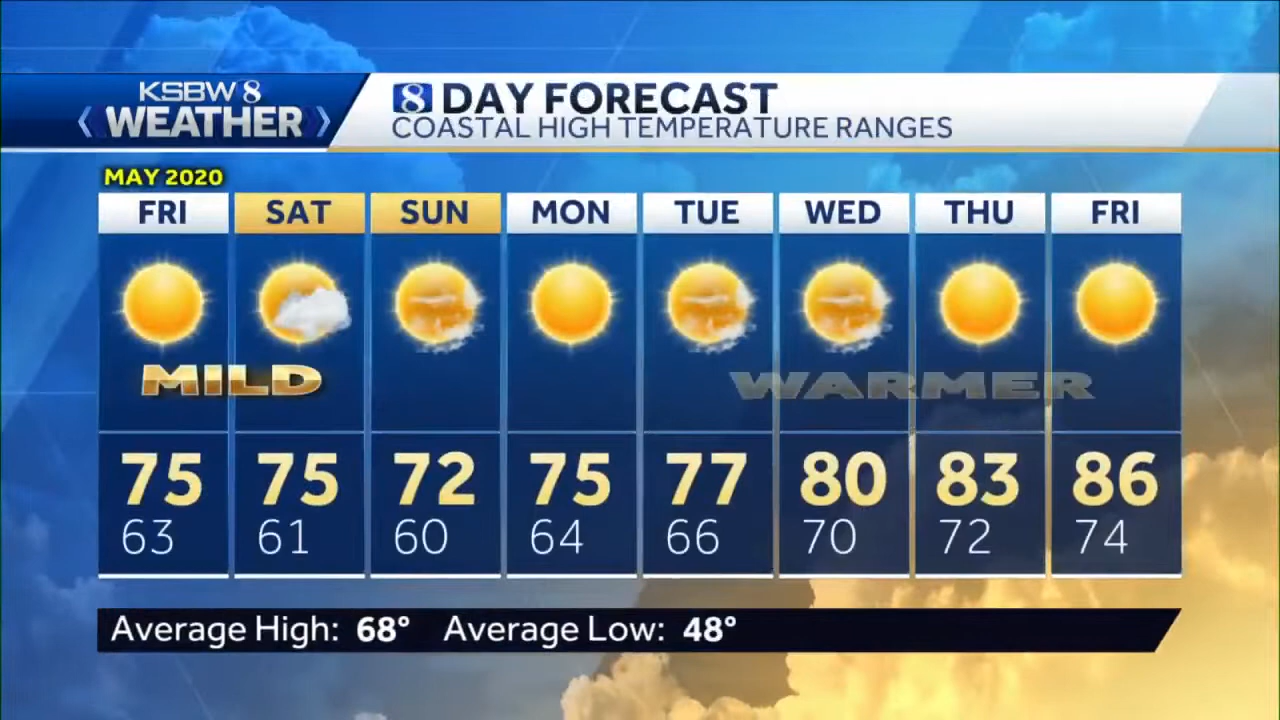 KSBW 8
WEATHER
8 DAY FORECAST
COASTAL HIGH TEMPERATURE RANGES
MAY 2020
FRI SAT SUN MON TUE WED THU FRI
MILD WARMER
75 75 72 75 77 80 83 86
63 61 60 64 66 70 72 74
Average High: 68° Average Low: 48°